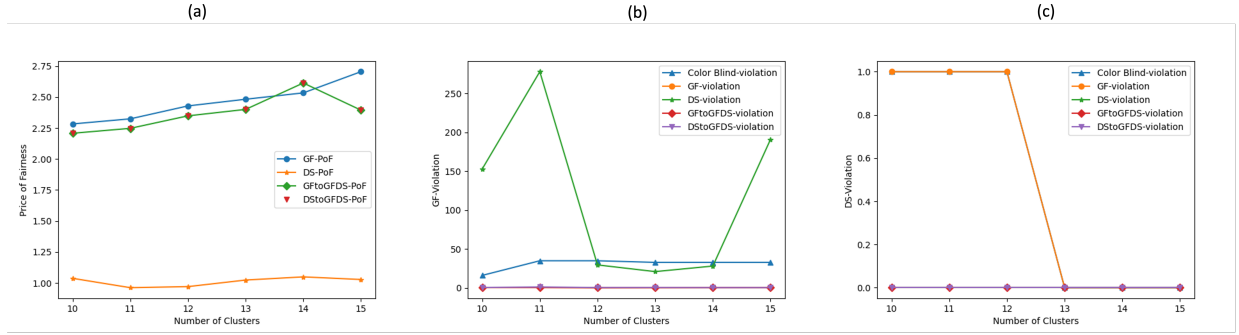 (a)
(b)
(c)
Price of Fairness
2.75
2.50
2.25
2.00
1.75
1.50
1.25
1.00
GF-PoF
DS-PoF
GFtoGFDS-PoF
DStoGFDS-PoF
10 11 12 13 14 15
Number of Clusters
GF-Violation
250
200
150
100
50
0
Color Blind-violation
GF-violation
DS-violation
GFtoGFDS-violation
DStoGFDS-violation
10 11 12 13 14 15
Number of Clusters
DS-Violation
1.0
0.8
0.6
0.4
0.2
0.0
Color Blind-violation
GF-violation
DS-violation
GFtoGFDS-violation
DStoGFDS-violation
10 11 12 13 14 15
Number of Clusters